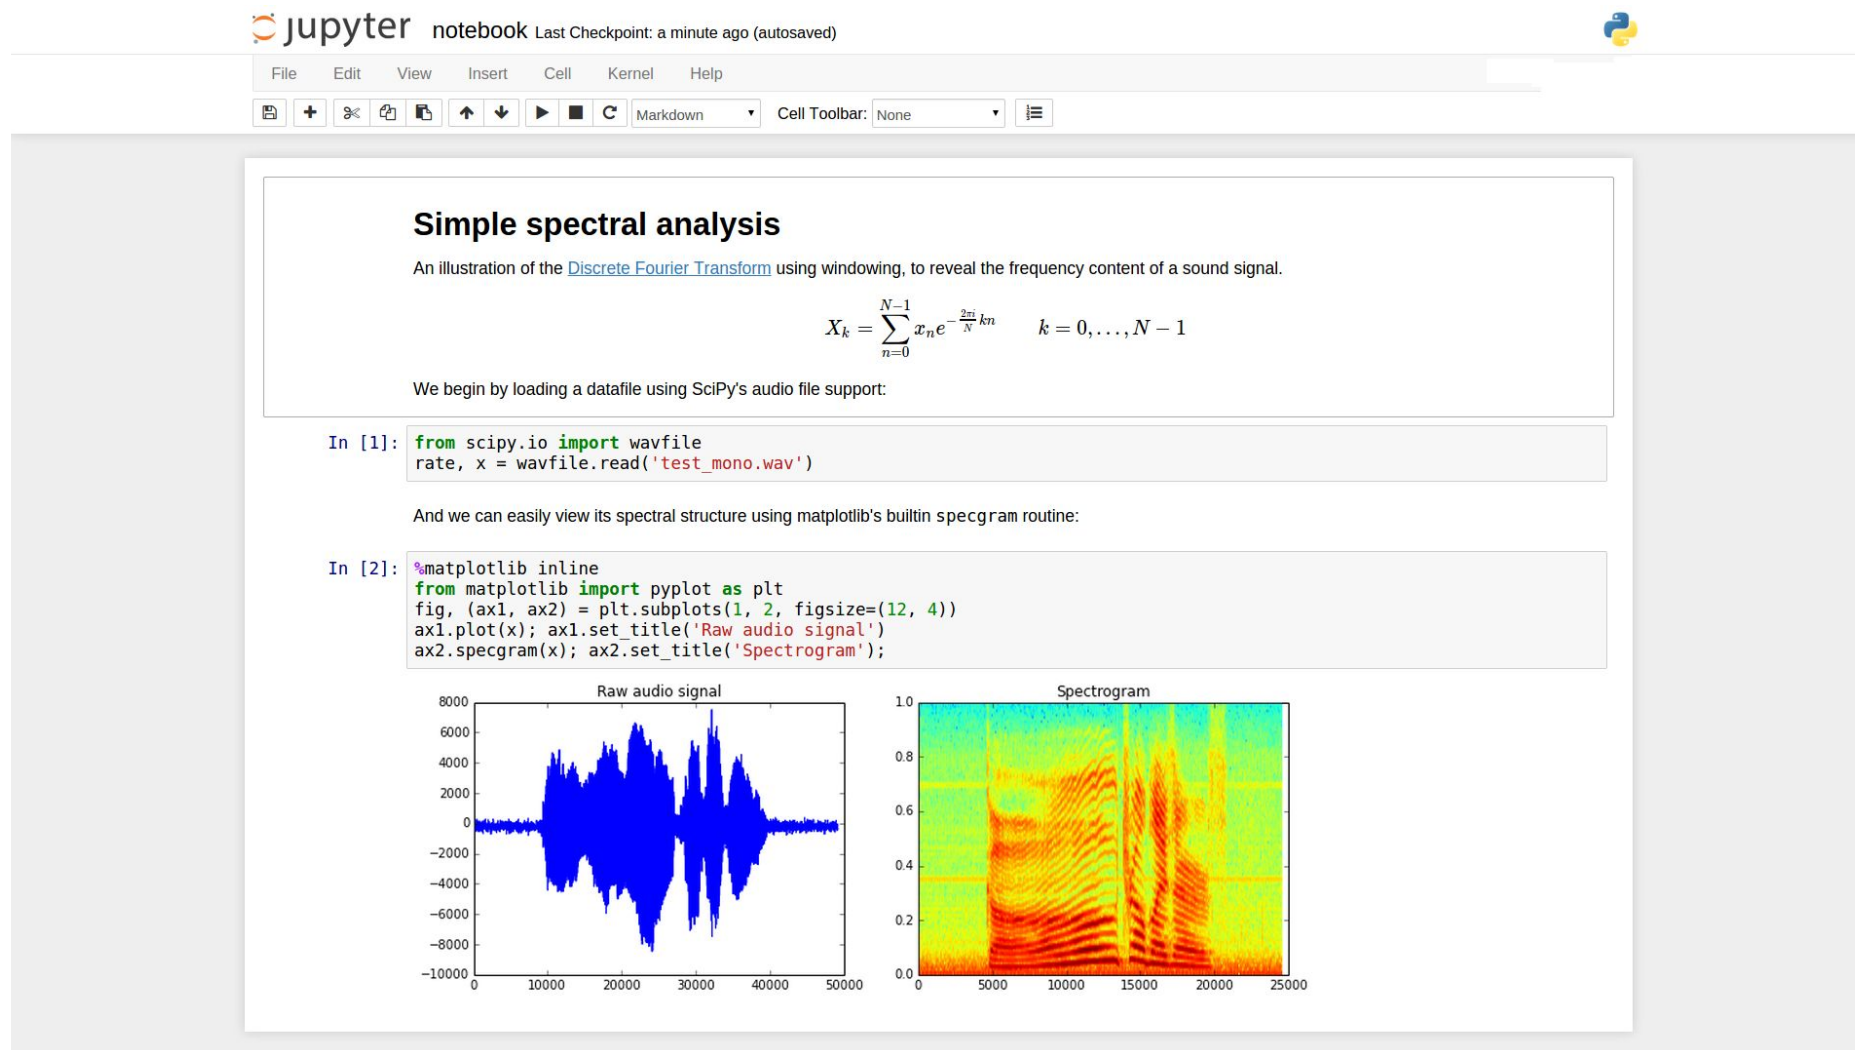 jupyter notebook Last Checkpoint: a minute ago (autosaved)
File Edit View Insert Cell Kernel Help
Markdown Cell Toolbar: None
Simple spectral analysis
An illustration of the Discrete Fourier Transform using windowing, to reveal the frequency content of a sound signal.
X_k = \sum_{n=0}^{N-1} x_n e^{-\frac{2\pi i}{N} kn} \qquad k = 0, \ldots, N - 1
We begin by loading a datafile using SciPy's audio file support:
In [1]: from scipy.io import wavfile
rate, x = wavfile.read('test_mono.wav')
And we can easily view its spectral structure using matplotlib's builtin specgram routine:
In [2]: %matplotlib inline
from matplotlib import pyplot as plt
fig, (ax1, ax2) = plt.subplots(1, 2, figsize=(12, 4))
ax1.plot(x); ax1.set_title('Raw audio signal')
ax2.specgram(x); ax2.set_title('Spectrogram');
Raw audio signal
8000
6000
4000
2000
0
−2000
−4000
−6000
−8000
−10000
0 10000 20000 30000 40000 50000
Spectrogram
1.0
0.8
0.6
0.4
0.2
0.0
0 5000 10000 15000 20000 25000